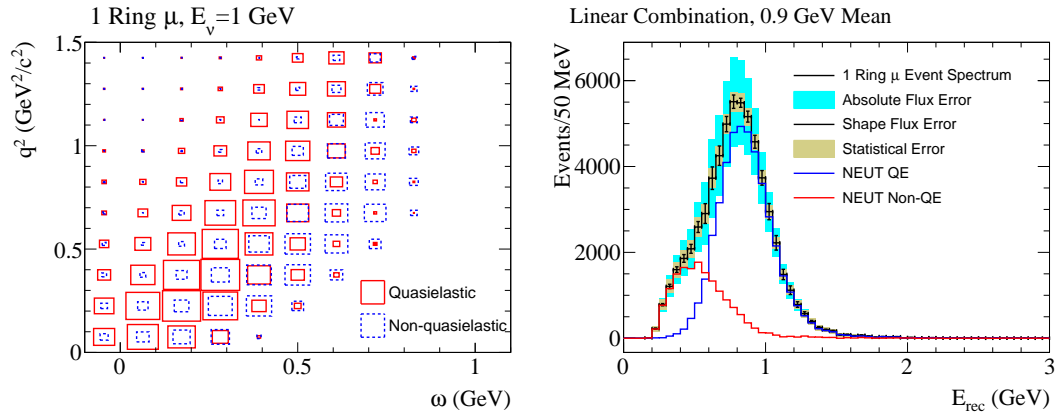 1 Ring μ, Eν=1 GeV
q² (GeV²/c²)
1.5
1
0.5
0
Quasielastic
Non-quasielastic
0
0.5
1
ω (GeV)
Linear Combination, 0.9 GeV Mean
Events/50 MeV
6000
4000
2000
0
1 Ring μ Event Spectrum
Absolute Flux Error
Shape Flux Error
Statistical Error
NEUT QE
NEUT Non-QE
0
1
2
3
Erec (GeV)